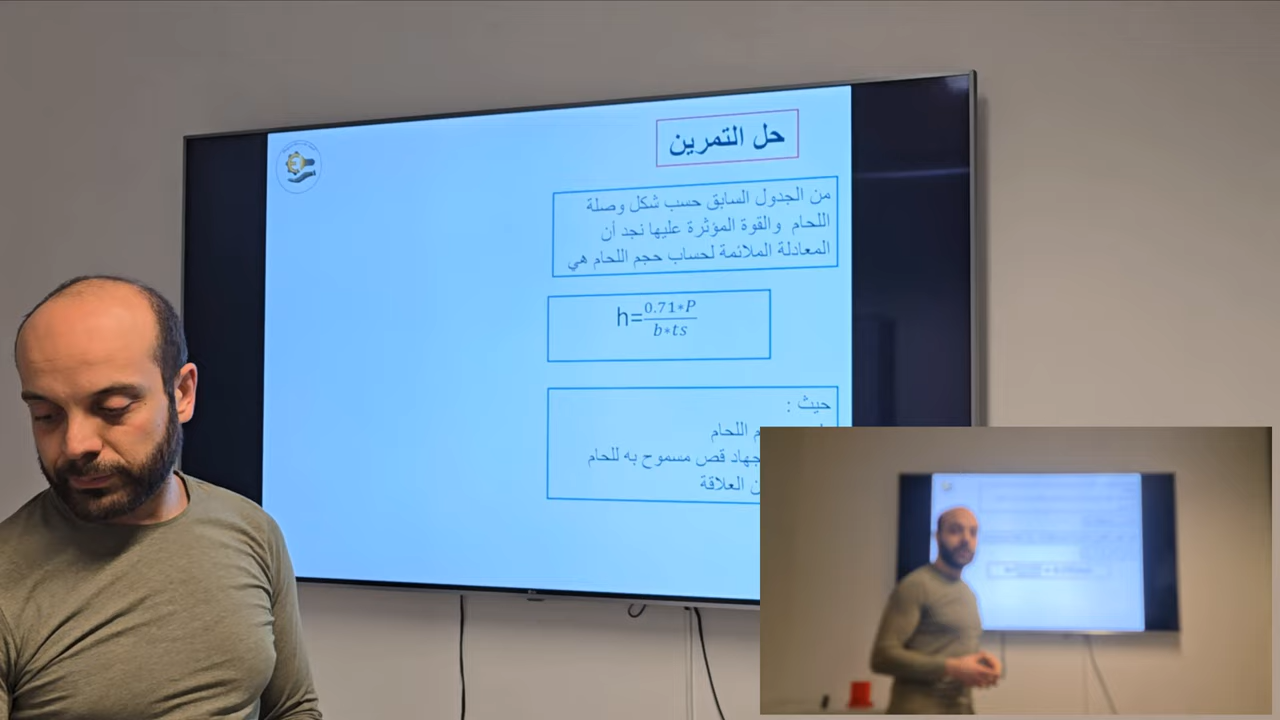 حل التمرين
من الجدول السابق حسب شكل وصلة
اللحام والقوة المؤثرة عليها نجد أن
المعادلة الملائمة لحساب حجم اللحام هي
h=0.71*P/b*ts
حيث :
اللحام
قص مسموح به للحام
العلاقة